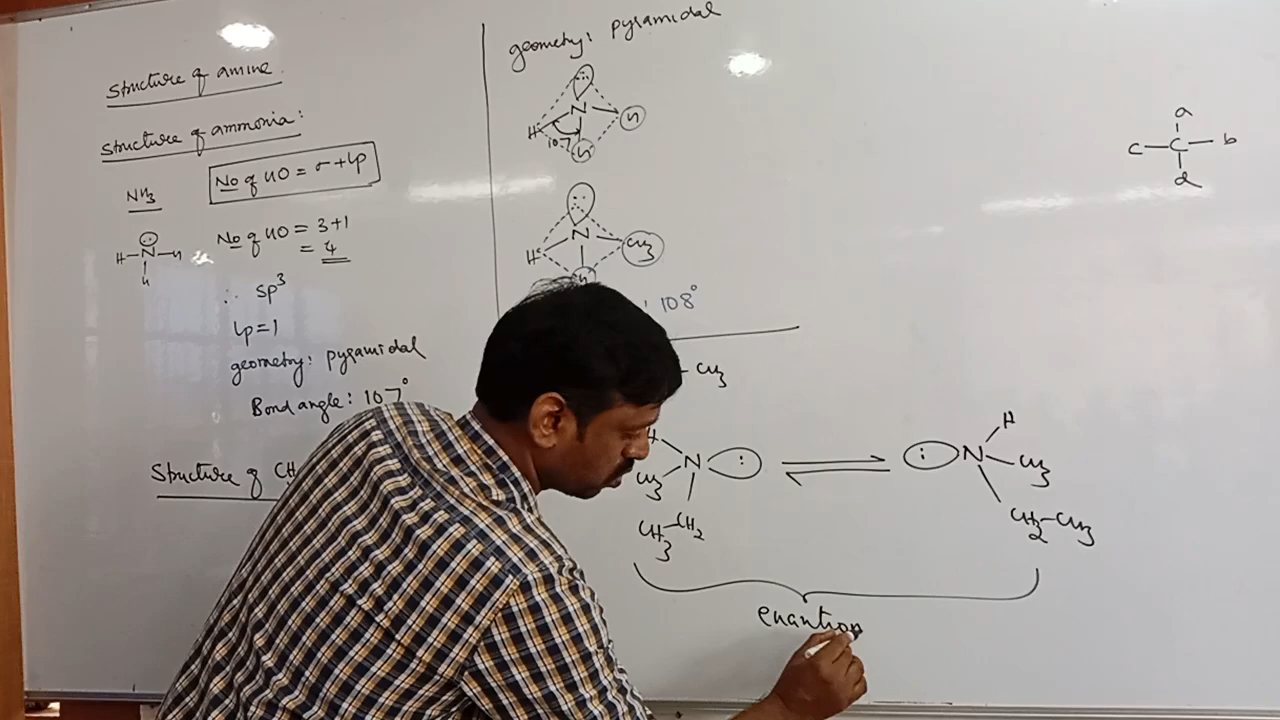 Structure of amine
Structure of ammonia:
NH3
No of HO = σ + lp
No of HO = 3+1
= 4
H-N-H
H
∴ sp3
lp=1
geometry: pyramidal
Bond angle: 107°
Structure of CH
geometry: pyramidal
N
H
H
107
H
N
H
CH3
H
: 108°
- CH3
H
N :
CH3
CH3-CH2
: N
H
CH3
CH2-CH3
enantiom
a
c-C-b
d